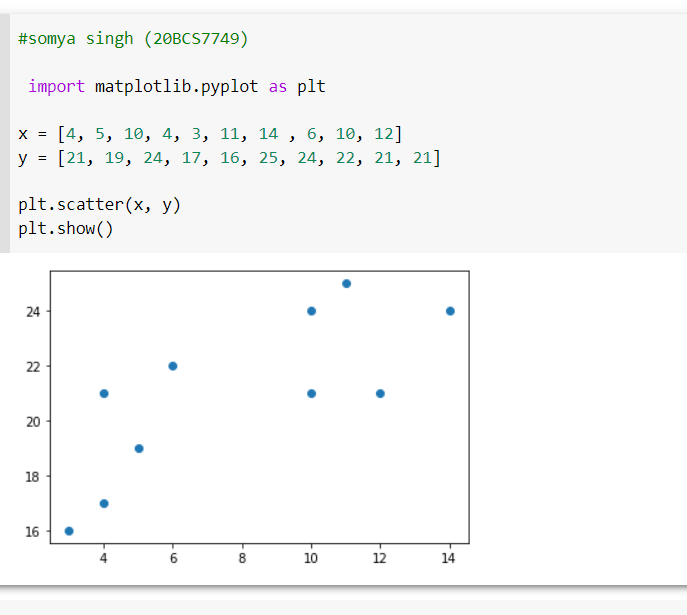 #somya singh (20BCS7749)
import matplotlib.pyplot as plt
x = [4, 5, 10, 4, 3, 11, 14 , 6, 10, 12]
y = [21, 19, 24, 17, 16, 25, 24, 22, 21, 21]
plt.scatter(x, y)
plt.show()
24
22
20
18
16
4 6 8 10 12 14